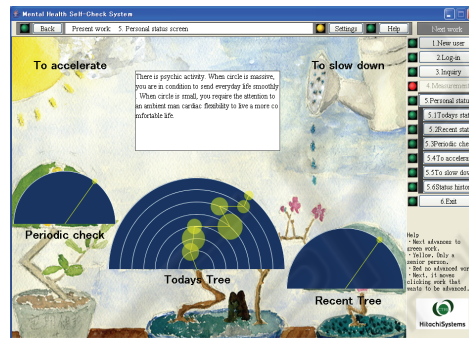 Mental Health Self-Check System
Back Present work 5. Personal status screen Settings Help Next work
1.New user
2.Log-in
3.Inquiry
4.Measurement
5.Personal status
5.1Todays stat
5.2Recent stat
5.3Periodic chec
5.4To accelerat
5.5To slow dow
5.6Status histor
6.Exit
To accelerate
To slow down
There is psychic activity. When circle is massive,
you are in condition to send everyday life smoothly
. When circle is small, you require the attention to
an ambient man cardiac flexibility to live a more co
mfortable life.
Periodic check
Todays Tree
Recent Tree
Help
・Next advances to
green work.
・Yellow. Only a
senior person.
・Red no advanced wor
・Next, it moves
clicking work that
wants to be advanced.
HitachiSystems